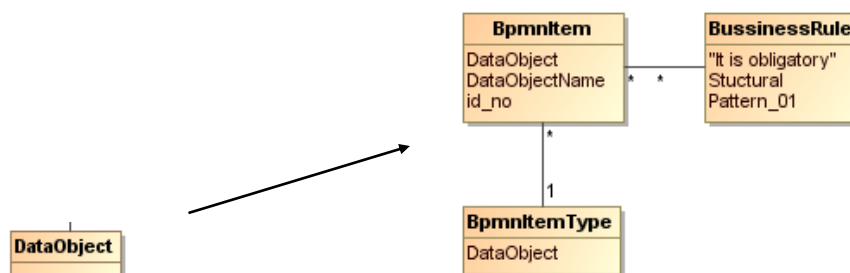 BpmnItem
DataObject
DataObjectName
id_no
BussinessRule
"It is obligatory"
Stuctural
Pattern_01
* *
*
1
BpmnItemType
DataObject
DataObject